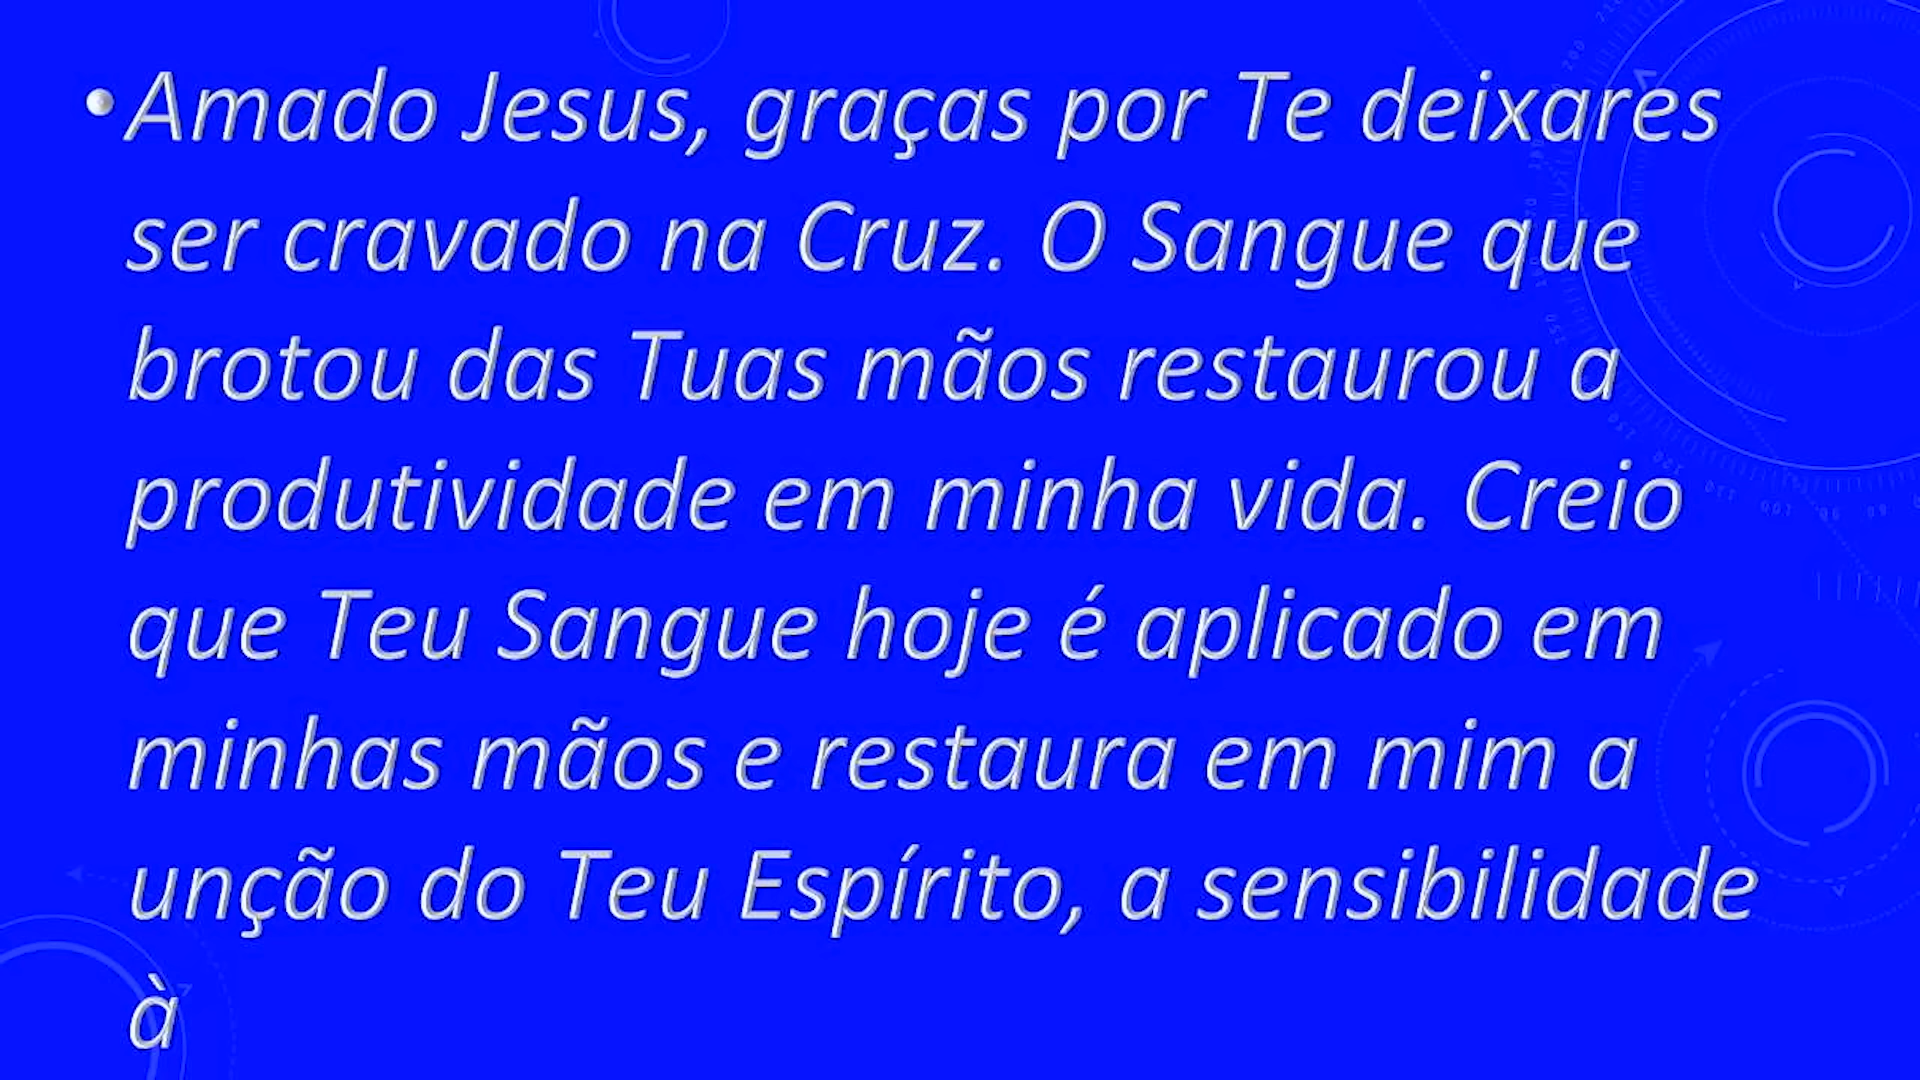 • Amado Jesus, graças por Te deixares
ser cravado na Cruz. O Sangue que
brotou das Tuas mãos restaurou a
produtividade em minha vida. Creio
que Teu Sangue hoje é aplicado em
minhas mãos e restaura em mim a
unção do Teu Espírito, a sensibilidade
à